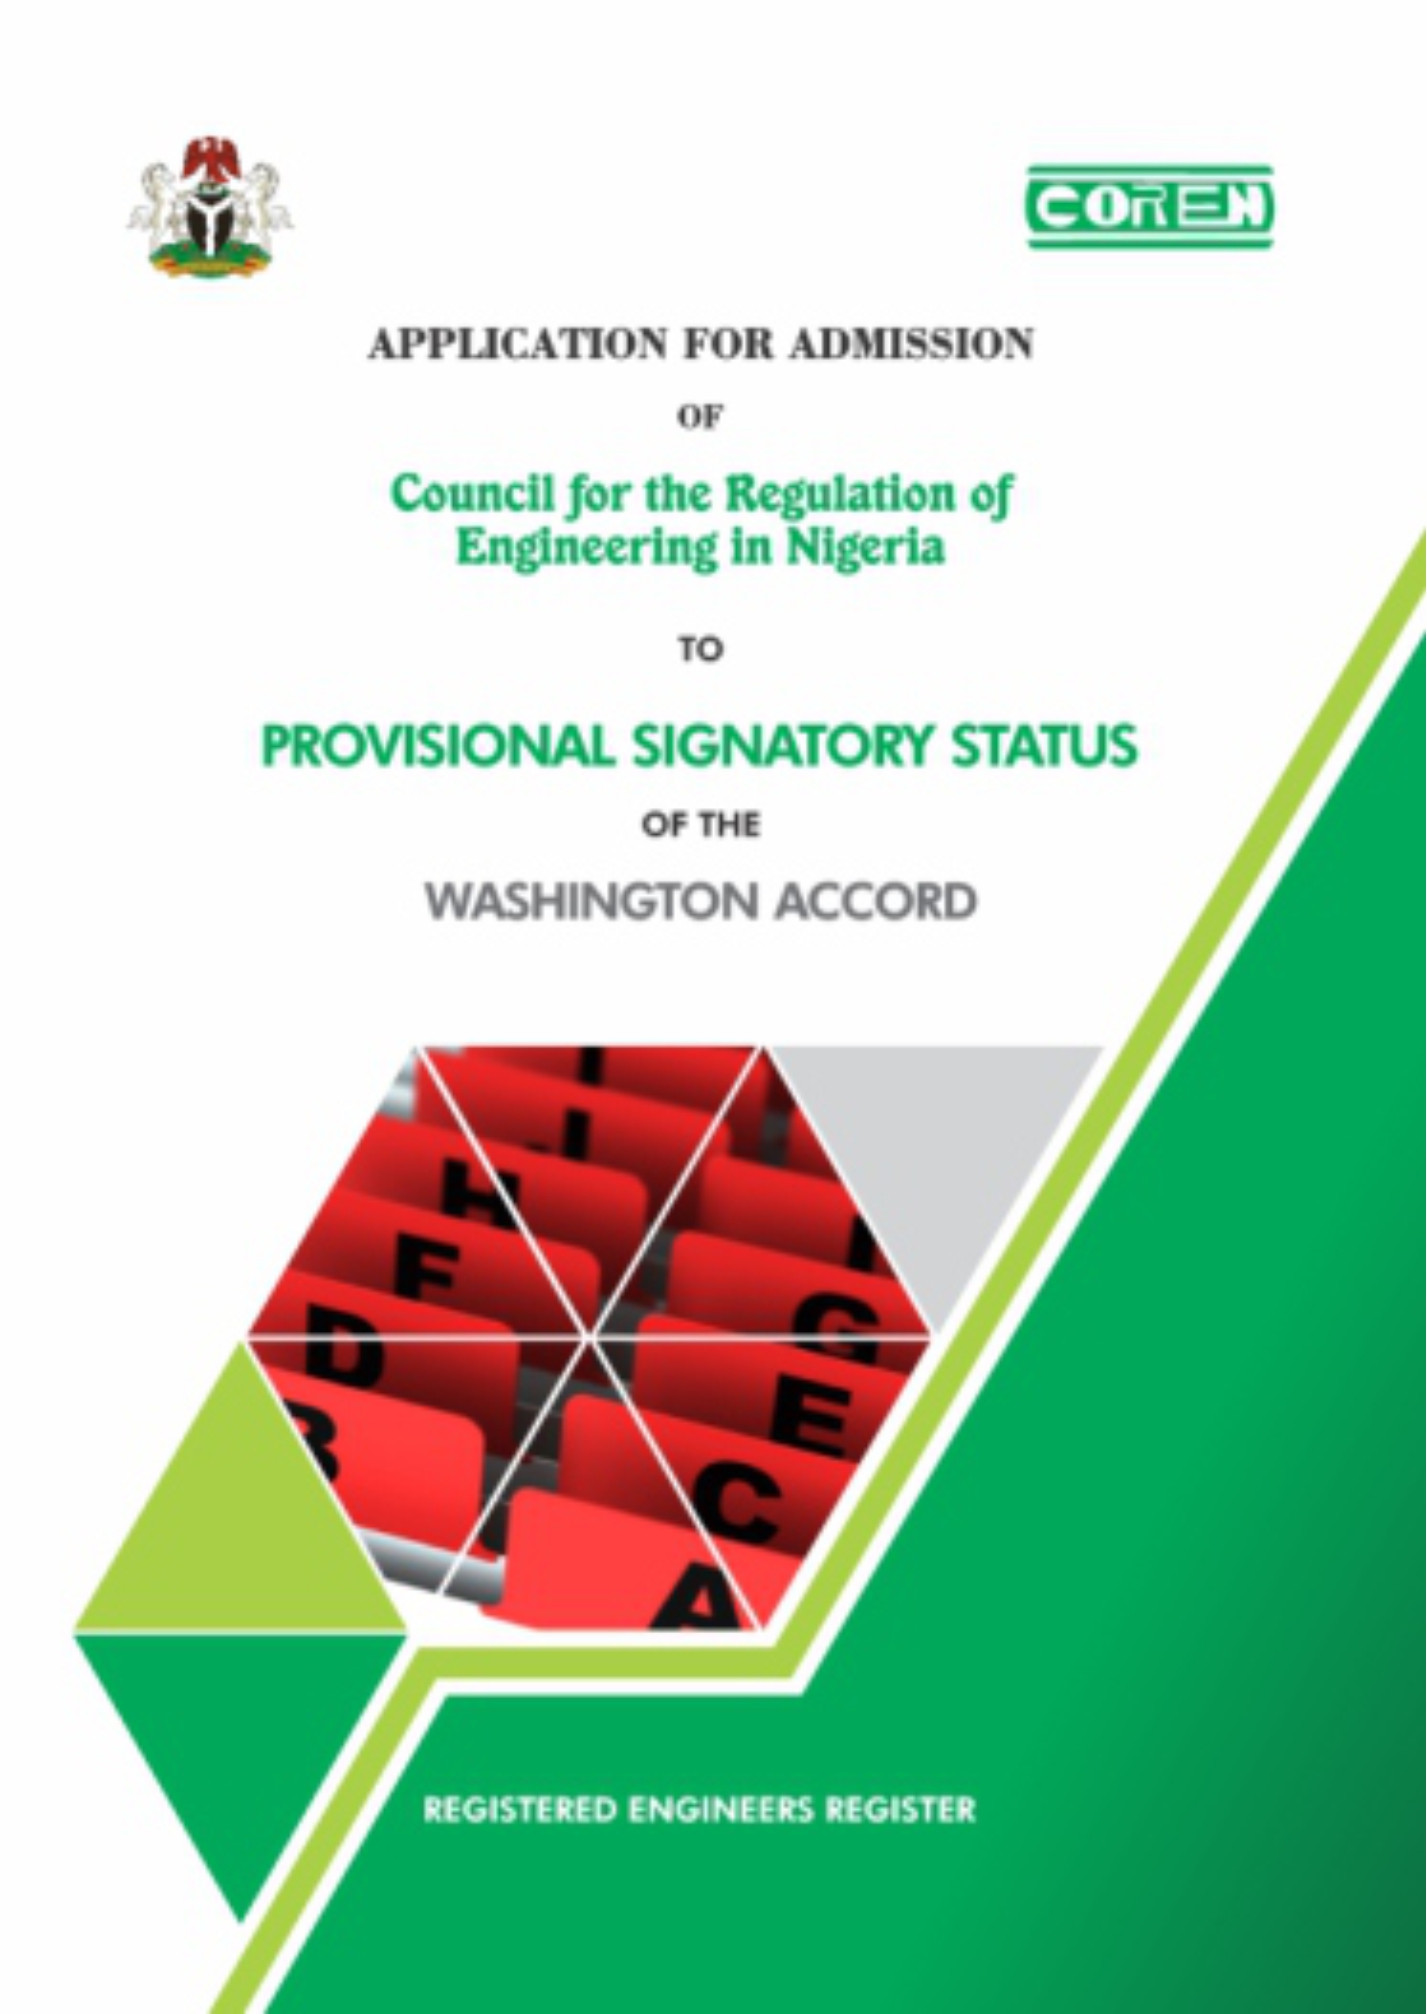 COREN
APPLICATION FOR ADMISSION
OF
Council for the Regulation of
Engineering in Nigeria
TO
PROVISIONAL SIGNATORY STATUS
OF THE
WASHINGTON ACCORD
I
I
H
I
F
G
D
E
B
C
A
REGISTERED ENGINEERS REGISTER